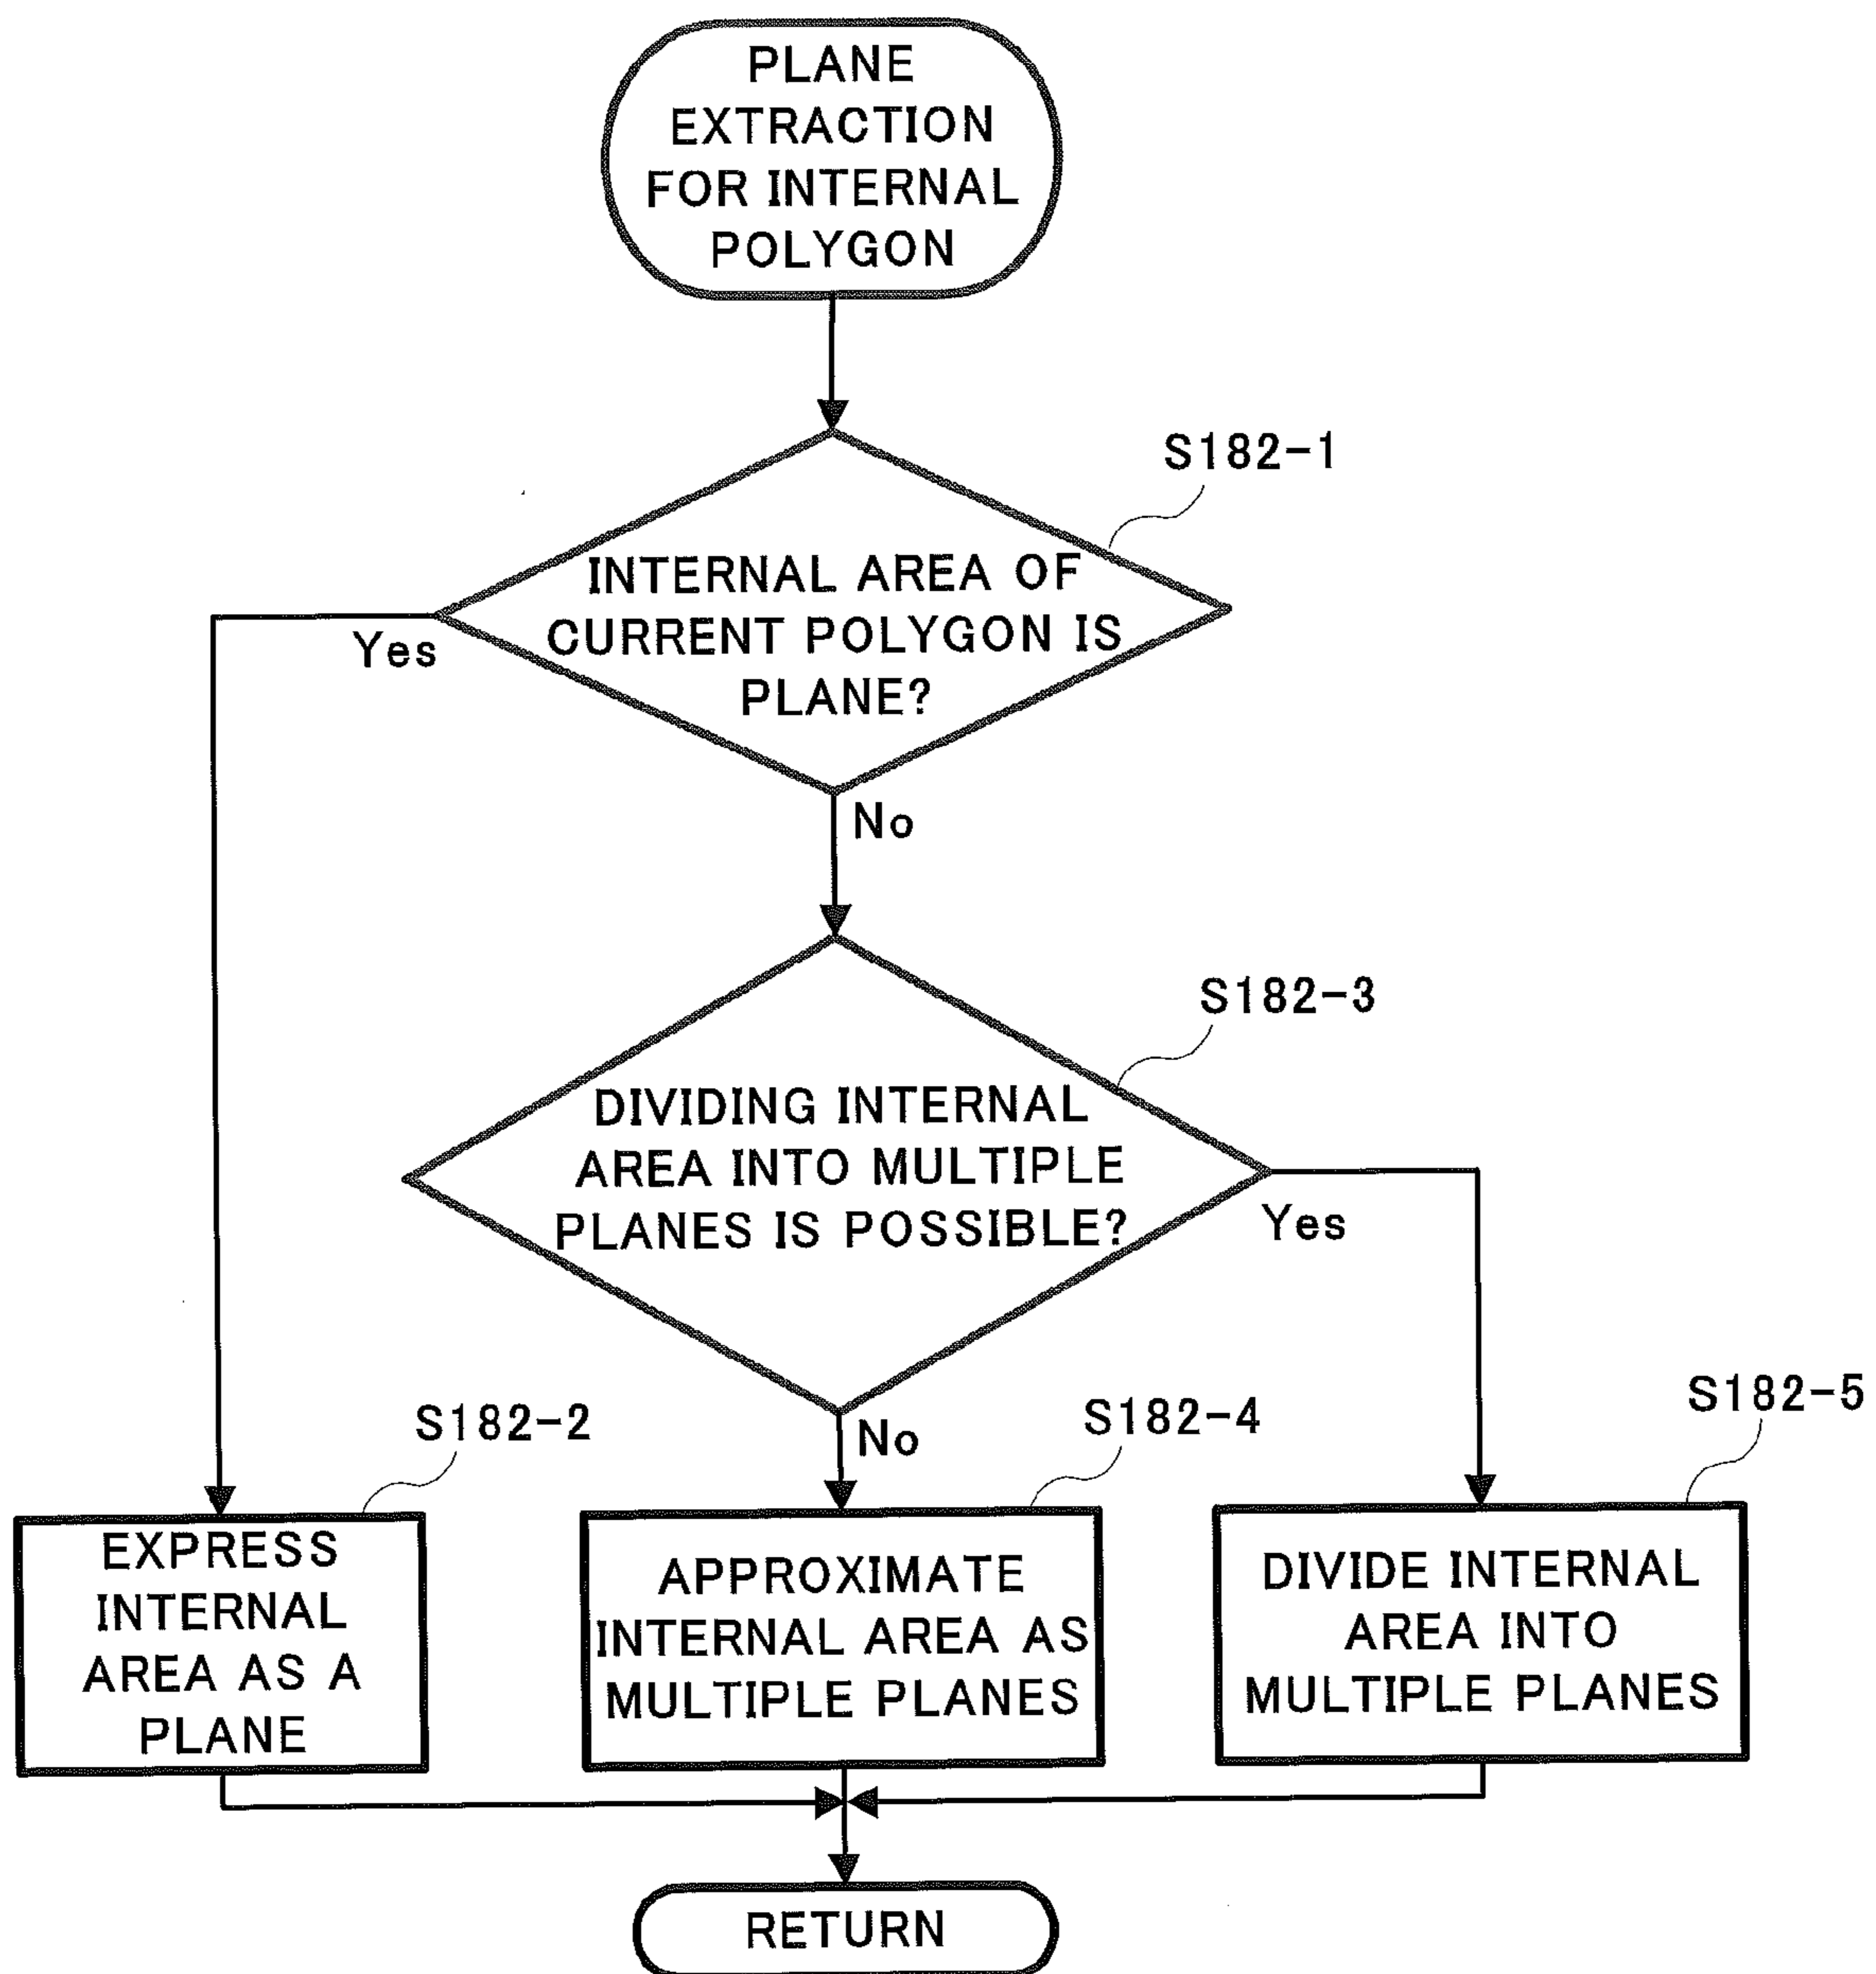 PLANE
EXTRACTION
FOR INTERNAL
POLYGON
S182-1
INTERNAL AREA OF
CURRENT POLYGON IS
PLANE?
Yes
No
S182-3
DIVIDING INTERNAL
AREA INTO MULTIPLE
PLANES IS POSSIBLE?
Yes
No
S182-2
EXPRESS
INTERNAL
AREA AS A
PLANE
S182-4
APPROXIMATE
INTERNAL AREA AS
MULTIPLE PLANES
S182-5
DIVIDE INTERNAL
AREA INTO
MULTIPLE PLANES
RETURN